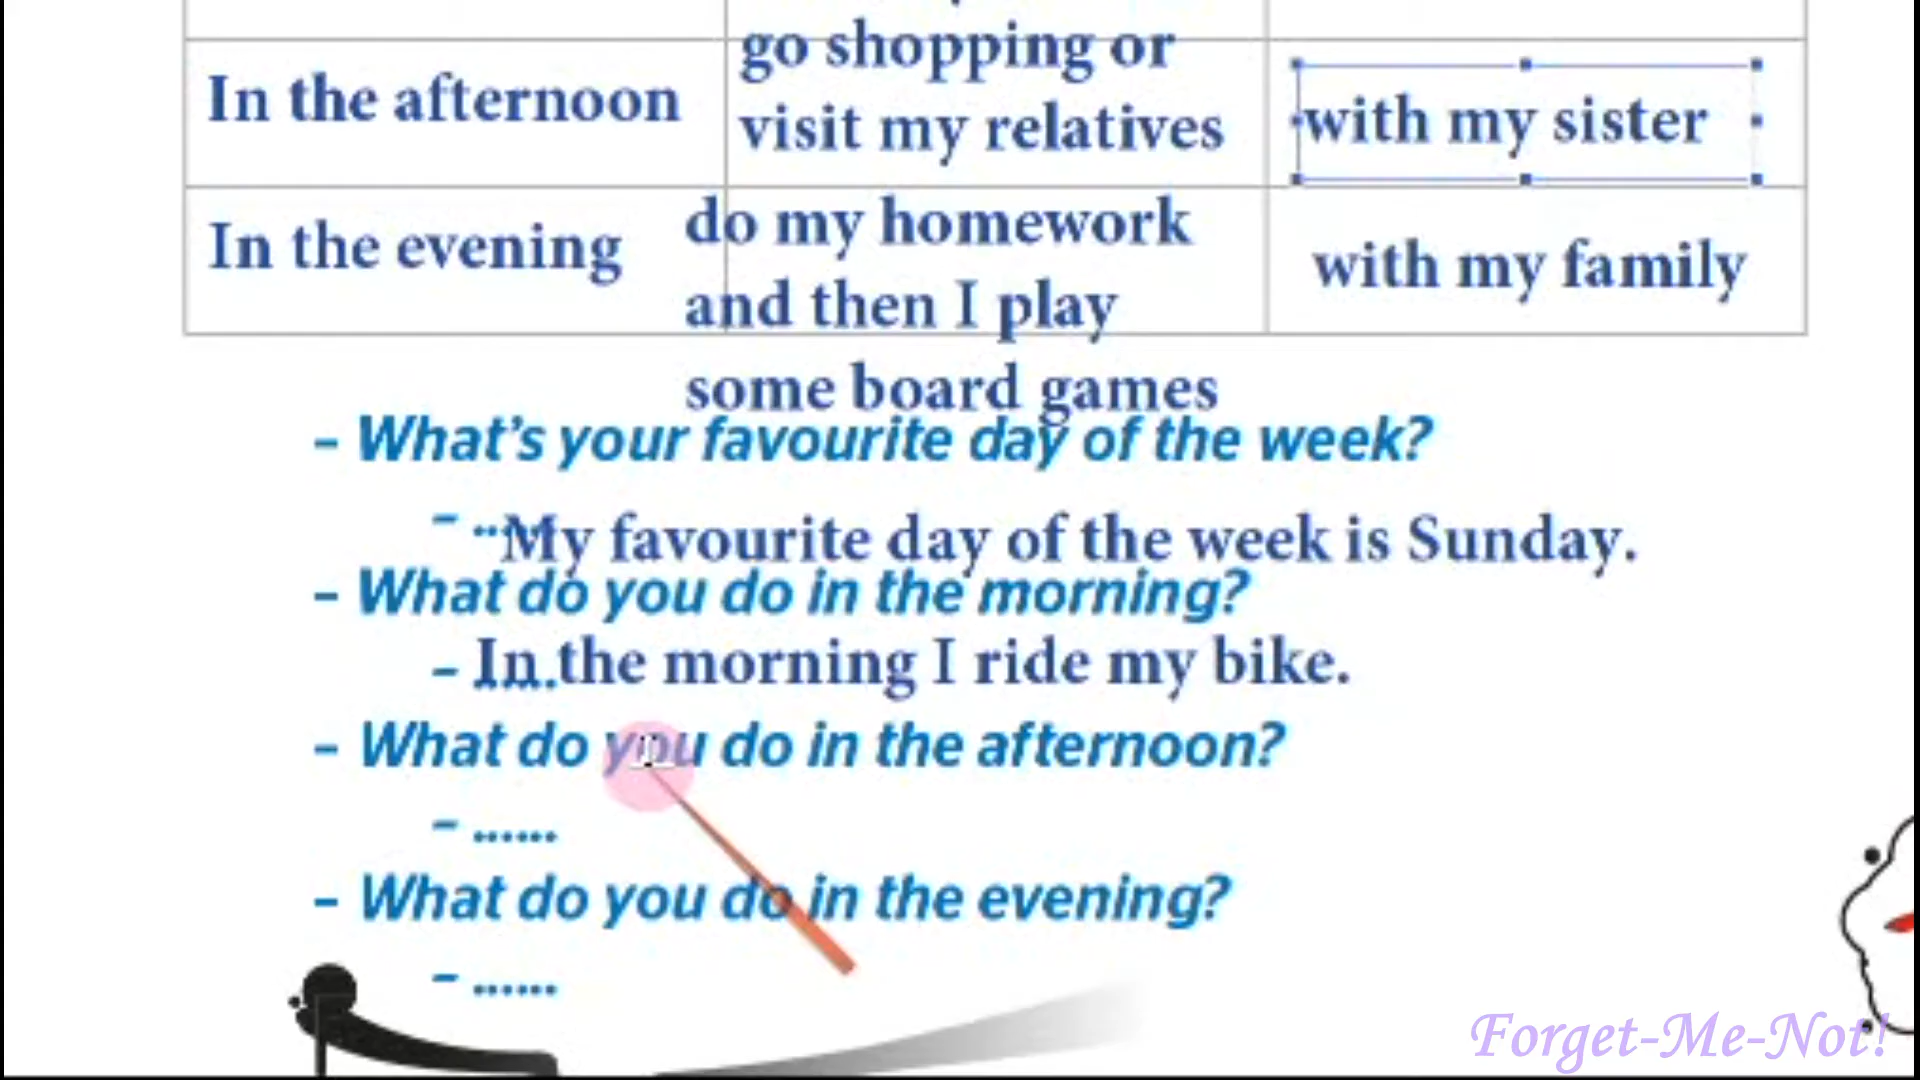 go shopping or
In the afternoon
visit my relatives
with my sister
do my homework
In the evening
with my family
and then I play
some board games
– What's your favourite day of the week?
– ...My favourite day of the week is Sunday.
– What do you do in the morning?
– In the morning I ride my bike.
– What do you do in the afternoon?
– ......
– What do you do in the evening?
– ......
Forget-Me-Not!